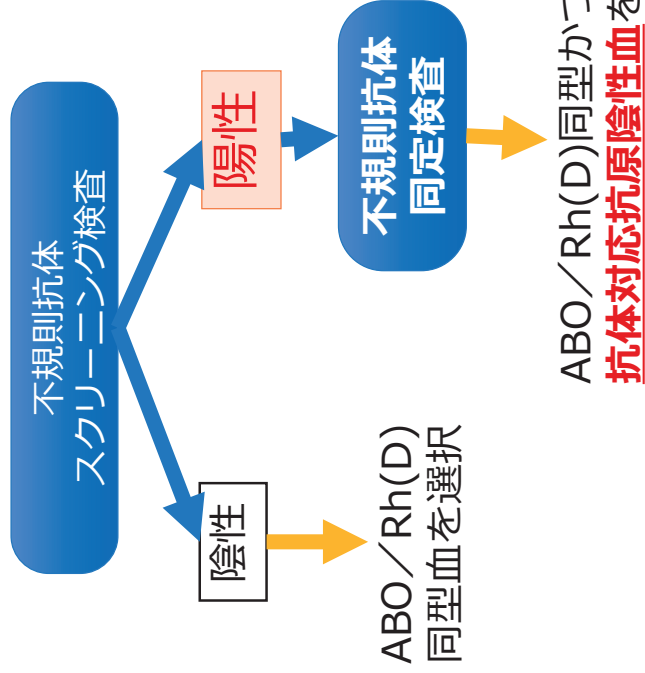 不規則抗体
スクリーニング検査
陰性
陽性
ABO／Rh(D)
同型血を選択
不規則抗体
同定検査
ABO／Rh(D)同型かつ
抗体対応抗原陰性血を